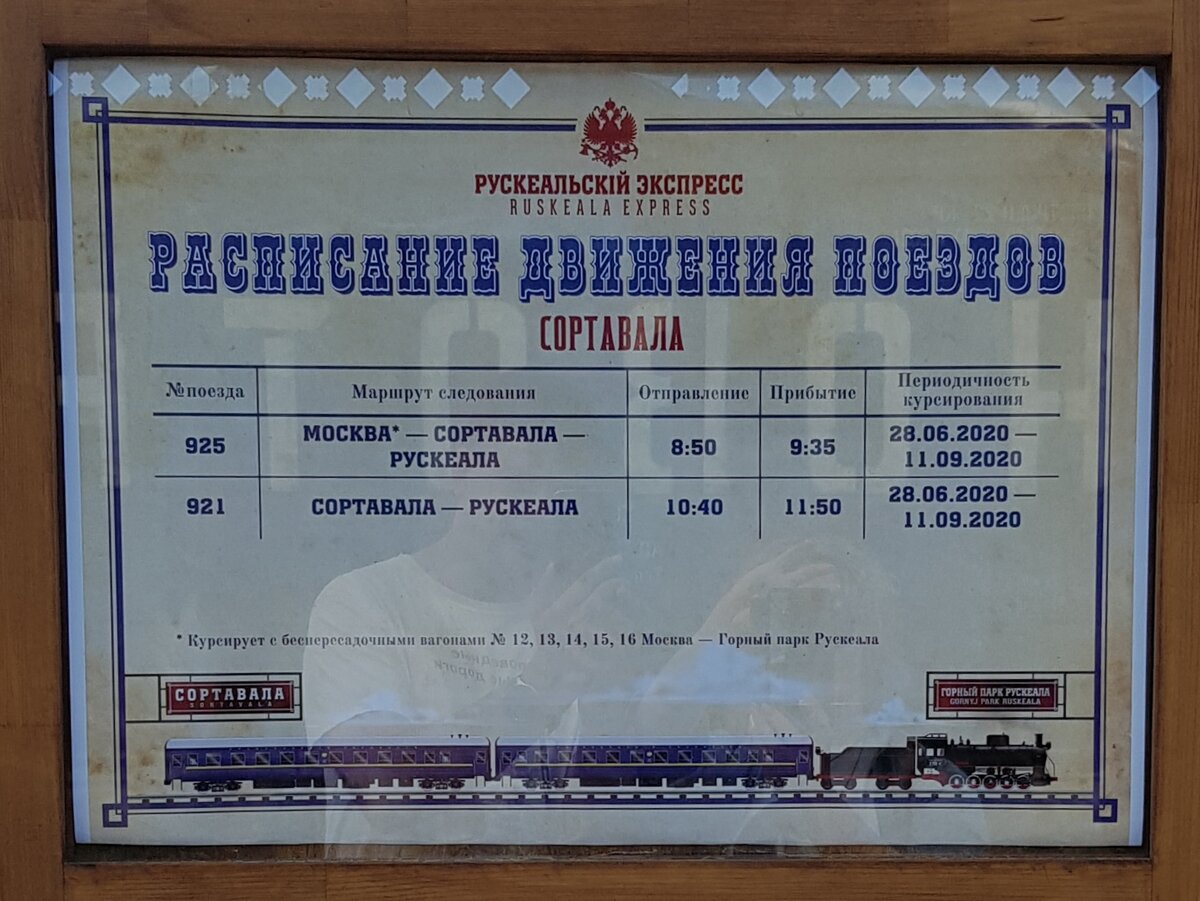 РУСКЕАЛЬСКІЙ ЭКСПРЕСС
RUSKEALA EXPRESS
РАСПИСАНИЕ ДВИЖЕНИЯ ПОЕЗДОВ
СОРТАВАЛА
№поезда Маршрут следования Отправление Прибытие Периодичность курсирования
925 МОСКВА* — СОРТАВАЛА — РУСКЕАЛА 8:50 9:35 28.06.2020 — 11.09.2020
921 СОРТАВАЛА — РУСКЕАЛА 10:40 11:50 28.06.2020 — 11.09.2020
* Курсирует с беспересадочными вагонами № 12, 13, 14, 15, 16 Москва — Горный парк Рускеала
СОРТАВАЛА
SORTAVALA
ГОРНЫЙ ПАРК РУСКЕАЛА
GORNYJ PARK RUSKEALA